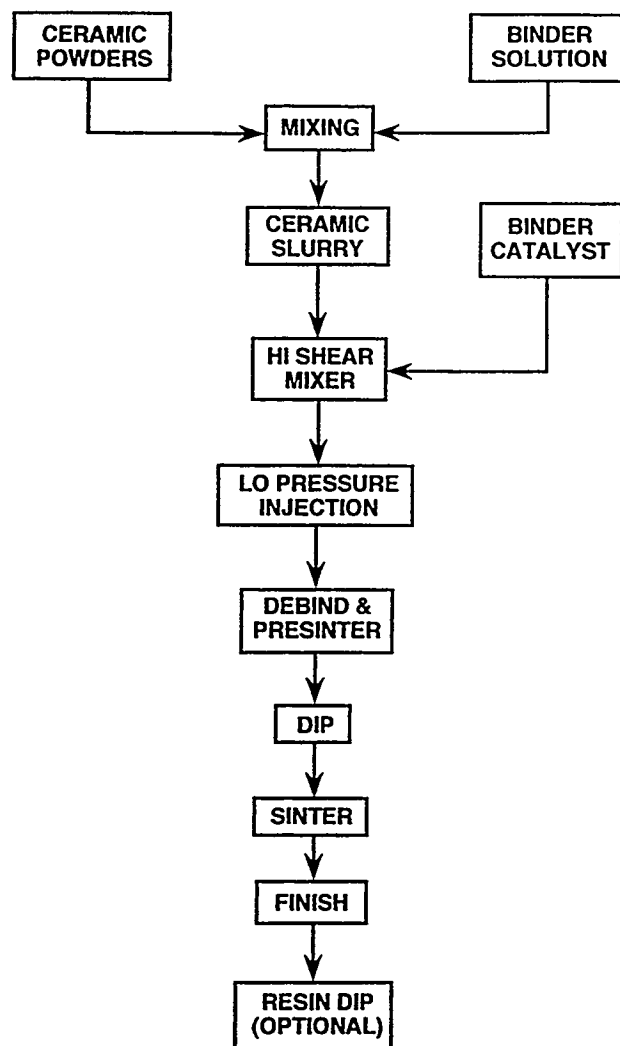 CERAMIC
POWDERS
BINDER
SOLUTION
MIXING
CERAMIC
SLURRY
BINDER
CATALYST
HI SHEAR
MIXER
LO PRESSURE
INJECTION
DEBIND &
PRESINTER
DIP
SINTER
FINISH
RESIN DIP
(OPTIONAL)